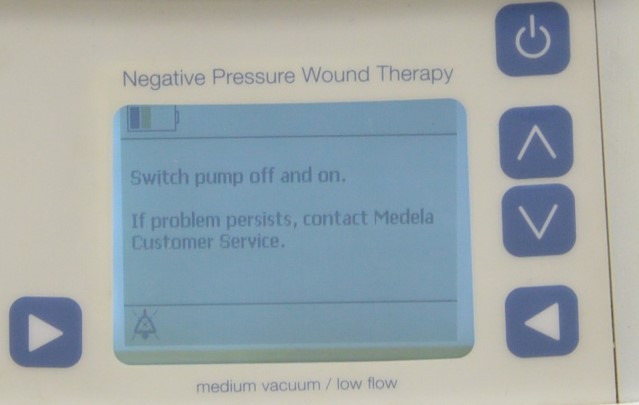 Negative Pressure Wound Therapy
Switch pump off and on.
If problem persists, contact Medela
Customer Service.
medium vacuum / low flow